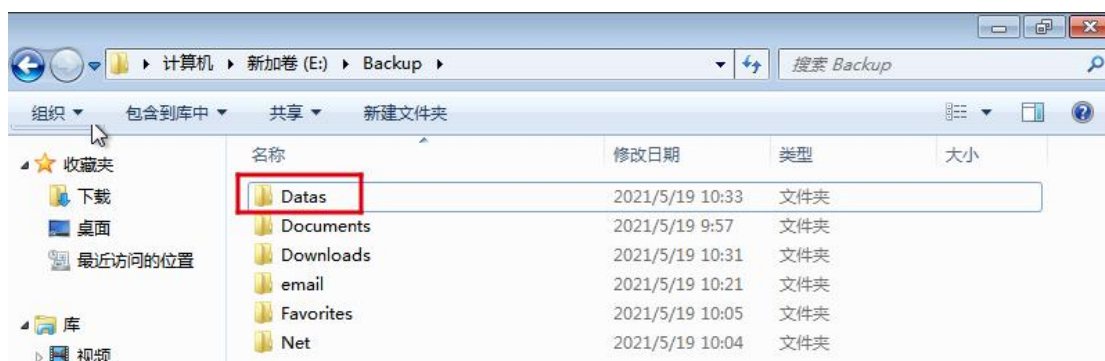 计算机 新加卷 (E:) Backup 搜索 Backup
组织 包含到库中 共享 新建文件夹
收藏夹 名称 修改日期 类型 大小
下载 Datas 2021/5/19 10:33 文件夹
桌面 Documents 2021/5/19 9:57 文件夹
最近访问的位置 Downloads 2021/5/19 10:31 文件夹
email 2021/5/19 10:21 文件夹
库 Favorites 2021/5/19 10:05 文件夹
视频 Net 2021/5/19 10:04 文件夹